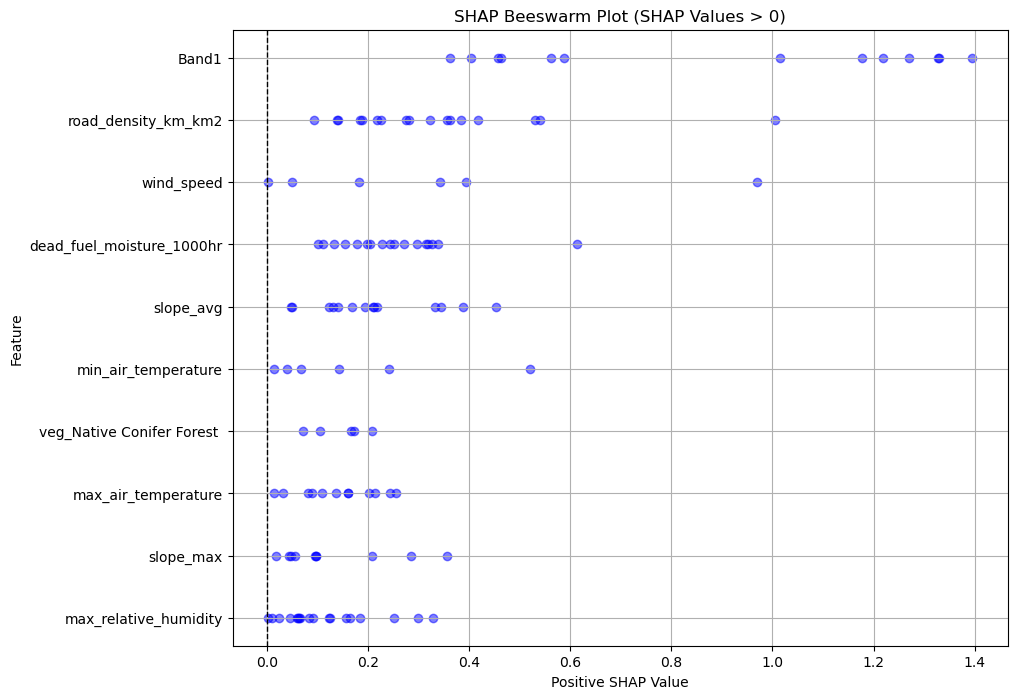 SHAP Beeswarm Plot (SHAP Values > 0)
Feature
Band1
road_density_km_km2
wind_speed
dead_fuel_moisture_1000hr
slope_avg
min_air_temperature
veg_Native Conifer Forest
max_air_temperature
slope_max
max_relative_humidity
0.0 0.2 0.4 0.6 0.8 1.0 1.2 1.4
Positive SHAP Value